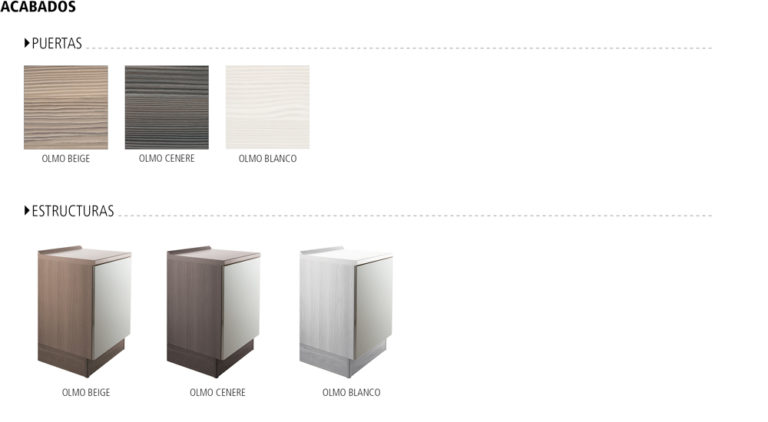 ACABADOS
PUERTAS
OLMO BEIGE
OLMO CENERE
OLMO BLANCO
ESTRUCTURAS
OLMO BEIGE
OLMO CENERE
OLMO BLANCO